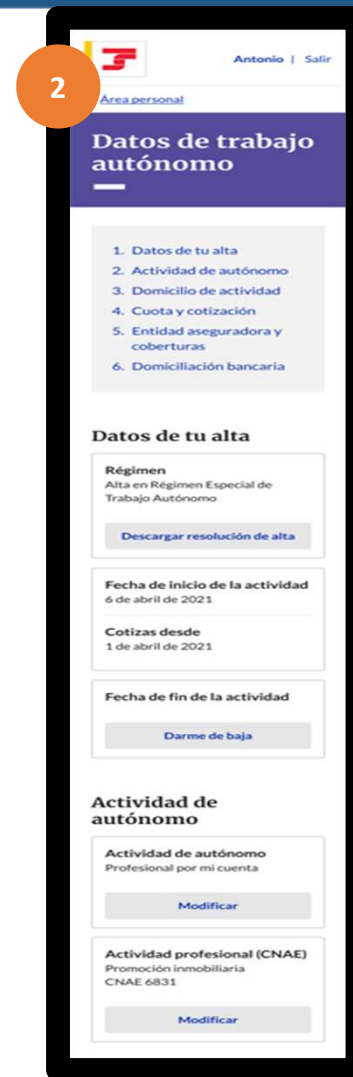 2
Antonio | Salir
Área personal
Datos de trabajo
autónomo
1. Datos de tu alta
2. Actividad de autónomo
3. Domicilio de actividad
4. Cuota y cotización
5. Entidad aseguradora y
coberturas
6. Domiciliación bancaria
Datos de tu alta
Régimen
Alta en Régimen Especial de
Trabajo Autónomo
Descargar resolución de alta
Fecha de inicio de la actividad
6 de abril de 2021
Cotizas desde
1 de abril de 2021
Fecha de fin de la actividad
Darme de baja
Actividad de
autónomo
Actividad de autónomo
Profesional por mi cuenta
Modificar
Actividad profesional (CNAE)
Promoción inmobiliaria
CNAE 6831
Modificar